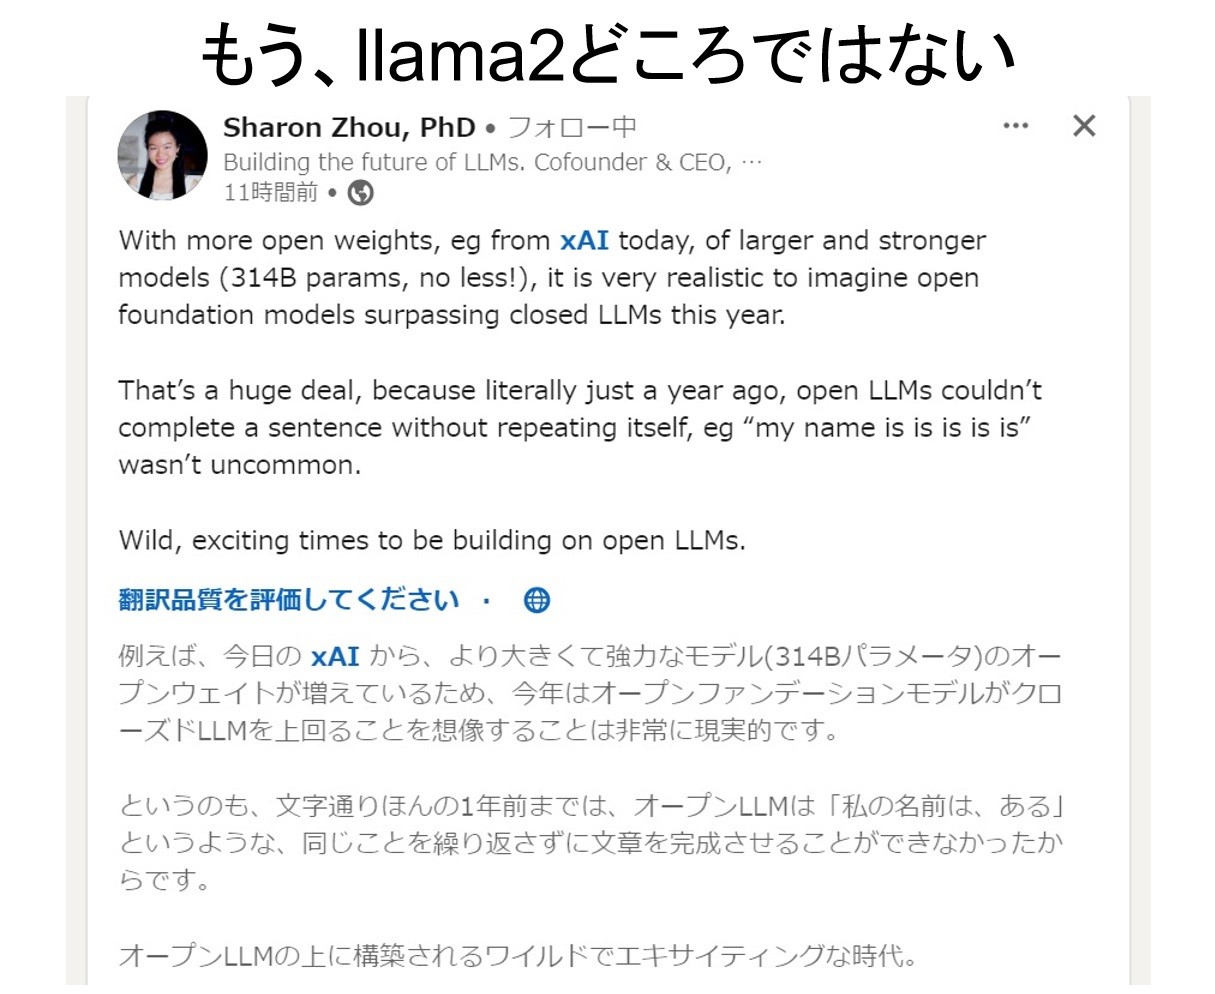 もう、llama2どころではない
Sharon Zhou, PhD • フォロー中
Building the future of LLMs. Cofounder & CEO, …
11時間前 •
With more open weights, eg from xAI today, of larger and stronger
models (314B params, no less!), it is very realistic to imagine open
foundation models surpassing closed LLMs this year.
That’s a huge deal, because literally just a year ago, open LLMs couldn’t
complete a sentence without repeating itself, eg “my name is is is is is”
wasn’t uncommon.
Wild, exciting times to be building on open LLMs.
翻訳品質を評価してください ·
例えば、今日の xAI から、より大きくて強力なモデル(314Bパラメータ)のオー
プンウェイトが増えているため、今年はオープンファンデーションモデルがクロ
ーズドLLMを上回ることを想像することは非常に現実的です。
というのも、文字通りほんの1年前までは、オープンLLMは「私の名前は、ある」
というような、同じことを繰り返さずに文章を完成させることができなかったか
らです。
オープンLLMの上に構築されるワイルドでエキサイティングな時代。